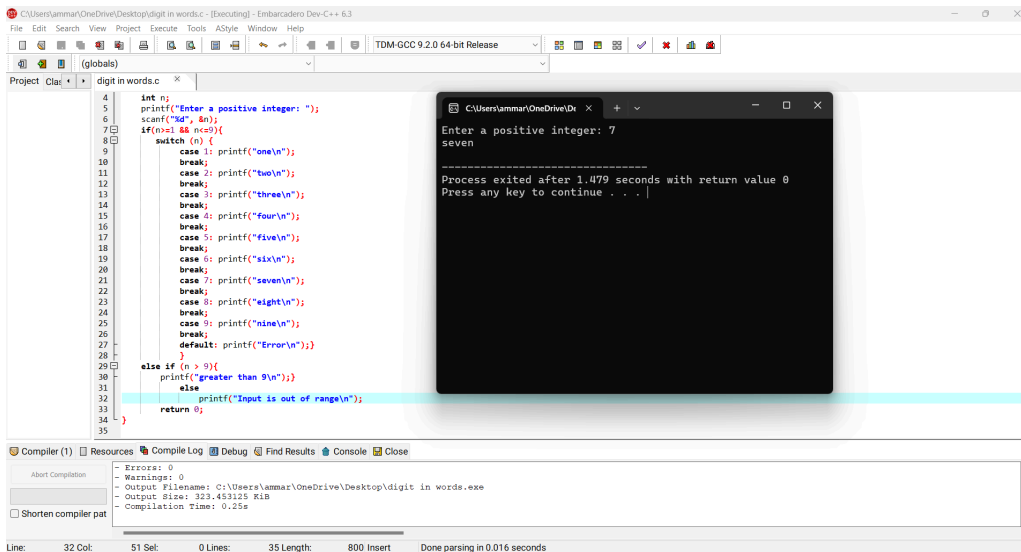 C:\Users\ammar\OneDrive\Desktop\digit in words.c - [Executing] - Embarcadero Dev-C++ 6.3
File Edit Search View Project Execute Tools AStyle Window Help
TDM-GCC 9.2.0 64-bit Release
(globals)
Project Clas digit in words.c
4 int n;
5 printf("Enter a positive integer: ");
6 scanf("%d", &n);
7 if(n>=1 && n<=9){
8 switch (n) {
9 case 1: printf("one\n");
10 break;
11 case 2: printf("two\n");
12 break;
13 case 3: printf("three\n");
14 break;
15 case 4: printf("four\n");
16 break;
17 case 5: printf("five\n");
18 break;
19 case 6: printf("six\n");
20 break;
21 case 7: printf("seven\n");
22 break;
23 case 8: printf("eight\n");
24 break;
25 case 9: printf("nine\n");
26 break;
27 default: printf("Error\n");}
28 }
29 else if (n > 9){
30 printf("greater than 9\n");}
31 else
32 printf("Input is out of range\n");
33 return 0;
34 }
35
C:\Users\ammar\OneDrive\De
Enter a positive integer: 7
seven
--------------------------------
Process exited after 1.479 seconds with return value 0
Press any key to continue . . .
Compiler (1) Resources Compile Log Debug Find Results Console Close
Abort Compilation
Shorten compiler pat
- Errors: 0
- Warnings: 0
- Output Filename: C:\Users\ammar\OneDrive\Desktop\digit in words.exe
- Output Size: 323.453125 KiB
- Compilation Time: 0.25s
Line: 32 Col: 51 Sel: 0 Lines: 35 Length: 800 Insert Done parsing in 0.016 seconds